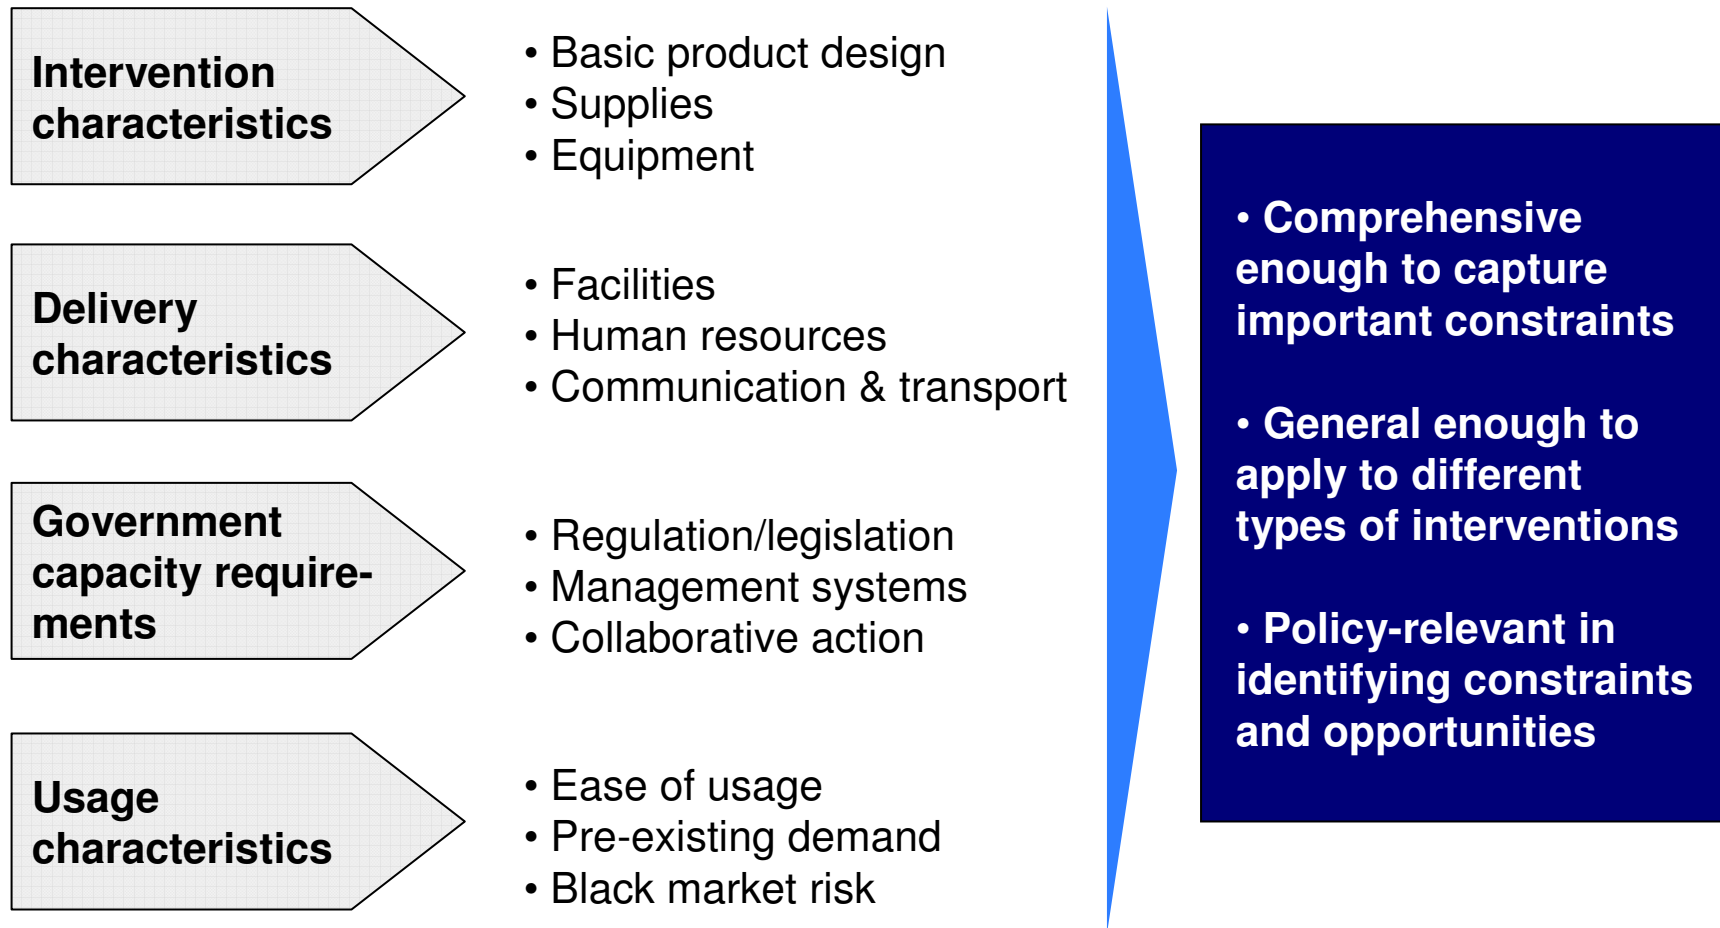 Intervention
characteristics
• Basic product design
• Supplies
• Equipment
Delivery
characteristics
• Facilities
• Human resources
• Communication & transport
Government
capacity require-
ments
• Regulation/legislation
• Management systems
• Collaborative action
Usage
characteristics
• Ease of usage
• Pre-existing demand
• Black market risk
• Comprehensive
enough to capture
important constraints
• General enough to
apply to different
types of interventions
• Policy-relevant in
identifying constraints
and opportunities